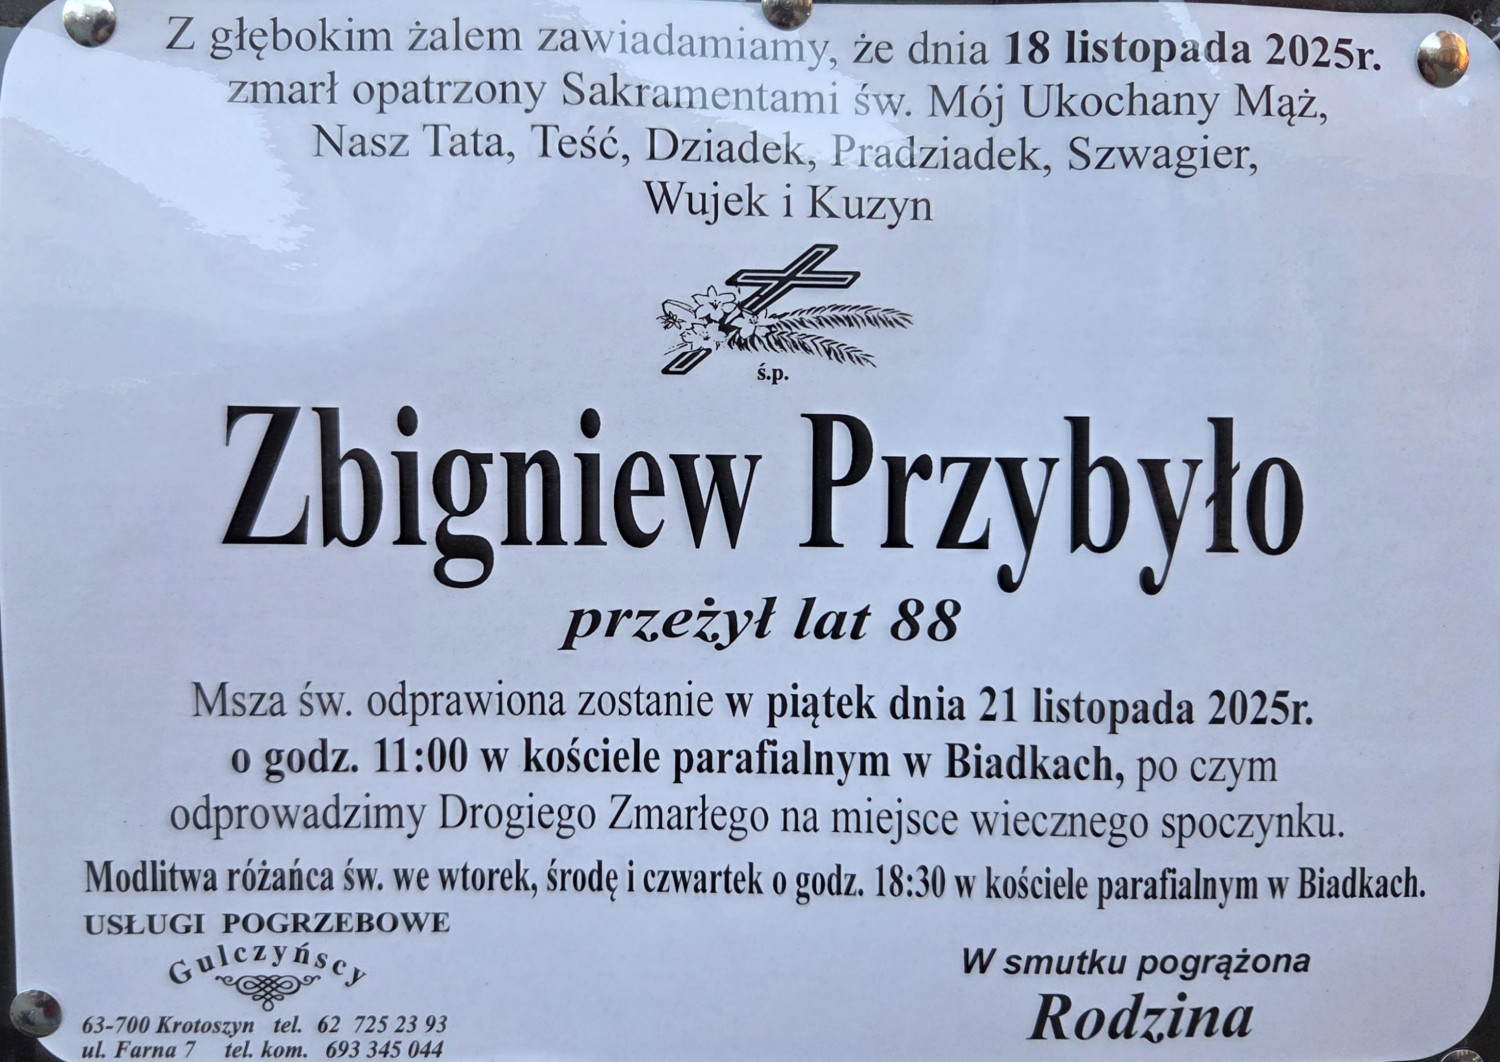 Z głębokim żalem zawiadamiamy, że dnia 18 listopada 2025r.
zmarł opatrzony Sakramentami św. Mój Ukochany Mąż,
Nasz Tata, Teść, Dziadek, Pradziadek, Szwagier,
Wujek i Kuzyn
ś.p.
Zbigniew Przybyło
przeżył lat 88
Msza św. odprawiona zostanie w piątek dnia 21 listopada 2025r.
o godz. 11:00 w kościele parafialnym w Biadkach, po czym
odprowadzimy Drogiego Zmarłego na miejsce wiecznego spoczynku.
Modlitwa różańca św. we wtorek, środę i czwartek o godz. 18:30 w kościele parafialnym w Biadkach.
USŁUGI POGRZEBOWE
Gulczyńscy
63-700 Krotoszyn tel. 62 725 23 93
ul. Farna 7 tel. kom. 693 345 044
W smutku pogrążona
Rodzina